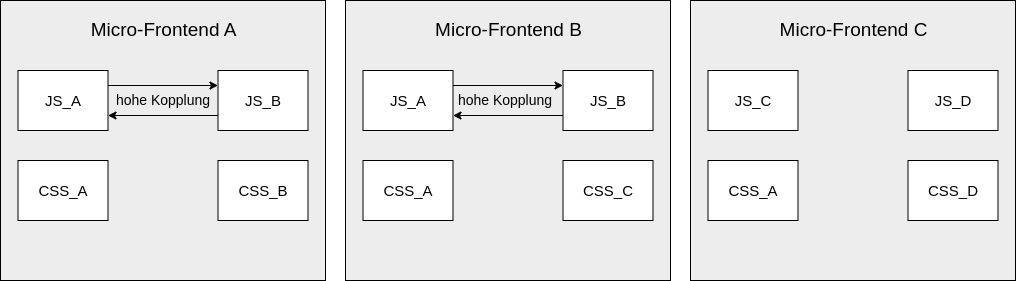 Micro-Frontend A
JS_A
hohe Kopplung
JS_B
CSS_A
CSS_B
Micro-Frontend B
JS_A
hohe Kopplung
JS_B
CSS_A
CSS_C
Micro-Frontend C
JS_C
JS_D
CSS_A
CSS_D